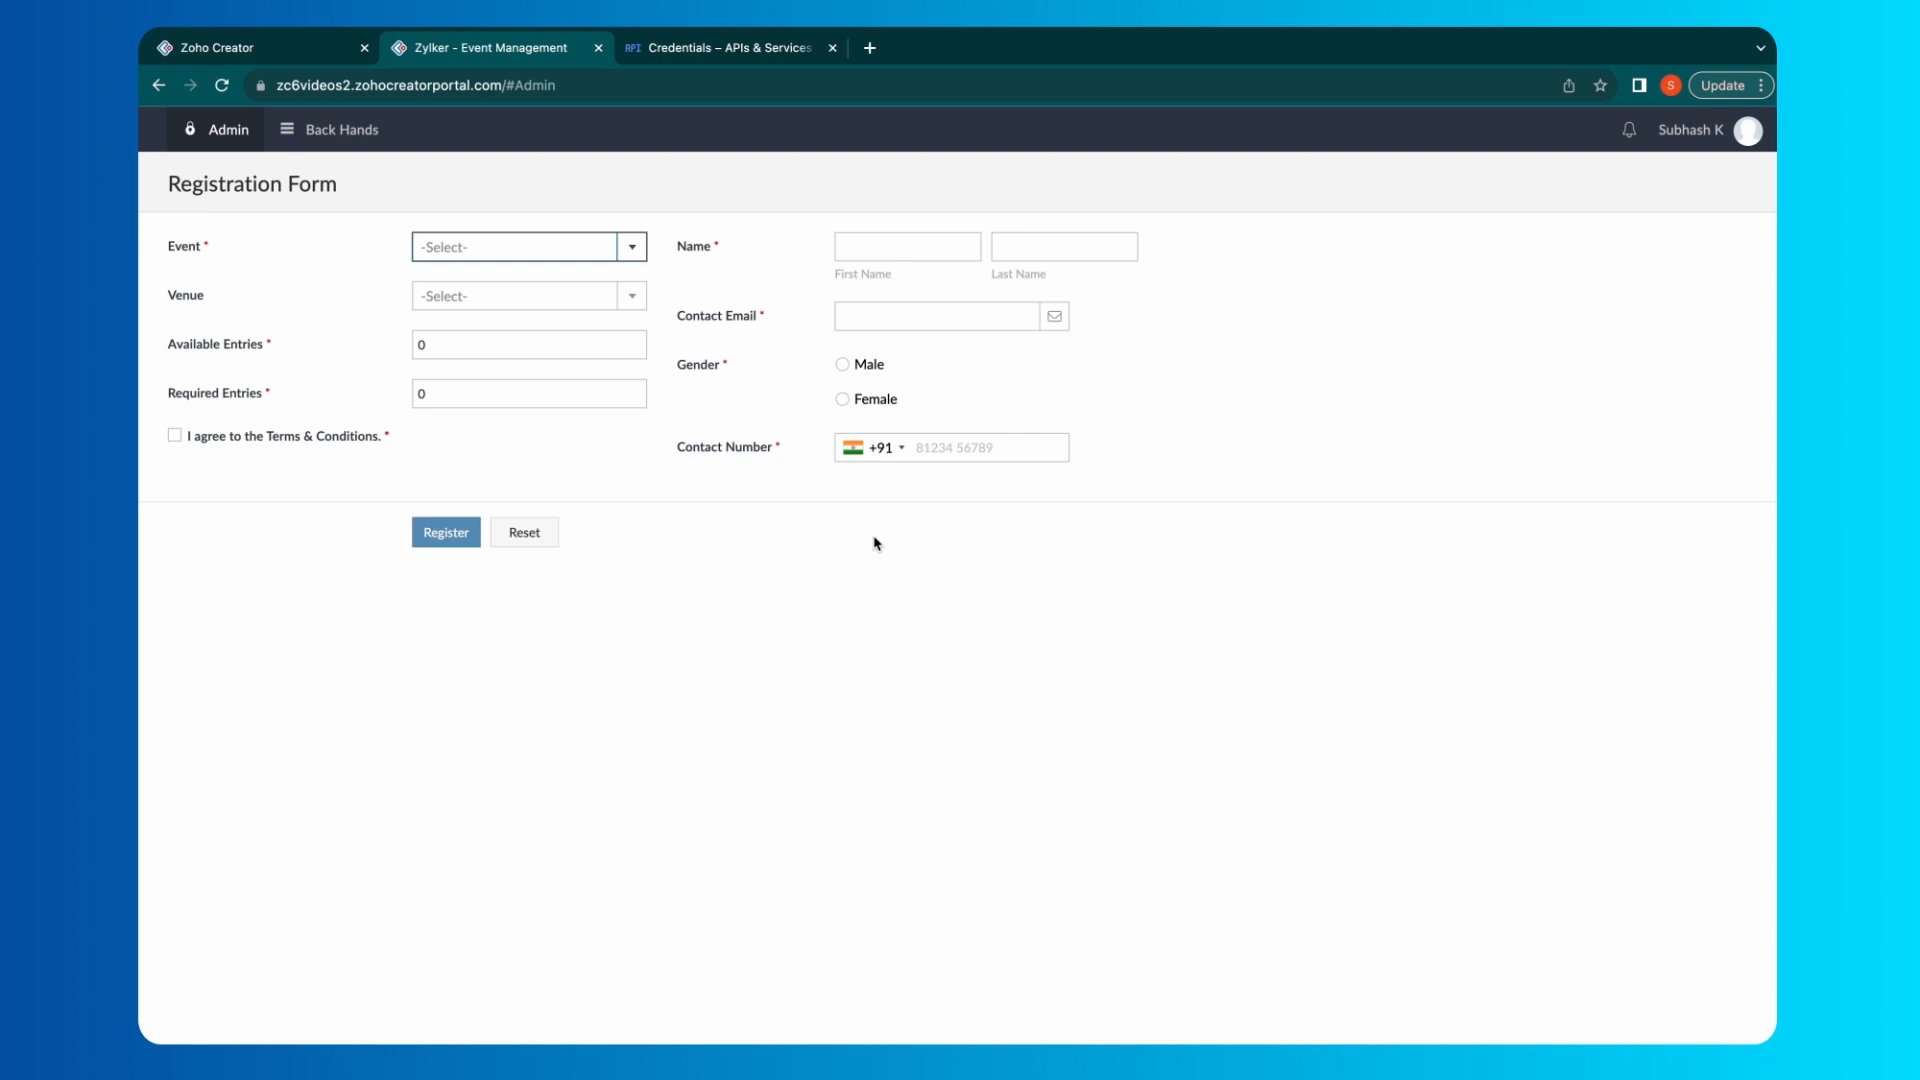 Zoho Creator
Zylker - Event Management
API Credentials – APIs & Services
zc6videos2.zohocreatorportal.com/#Admin
S
Update
Admin
Back Hands
Subhash K
Registration Form
Event *
-Select-
Venue
-Select-
Available Entries *
0
Required Entries *
0
I agree to the Terms & Conditions. *
Name *
First Name
Last Name
Contact Email *
Gender *
Male
Female
Contact Number *
+91 81234 56789
Register
Reset